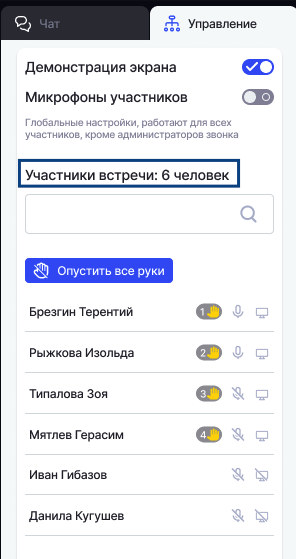 Чат
Управление
Демонстрация экрана
Микрофоны участников
Глобальные настройки, работают для всех
участников, кроме администраторов звонка
Участники встречи: 6 человек
Опустить все руки
Брезгин Терентий 1
Рыжкова Изольда 2
Типалова Зоя 3
Мятлев Герасим 4
Иван Гибазов
Данила Кугушев